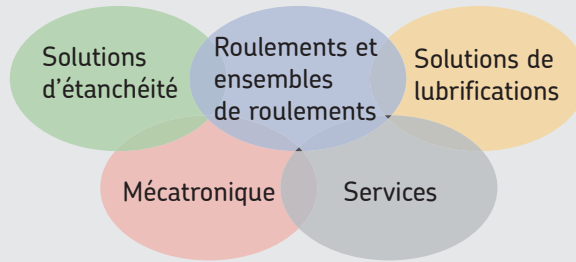 Solutions
d'étanchéité
Roulements et
ensembles
de roulements
Solutions de
lubrifications
Mécatronique
Services